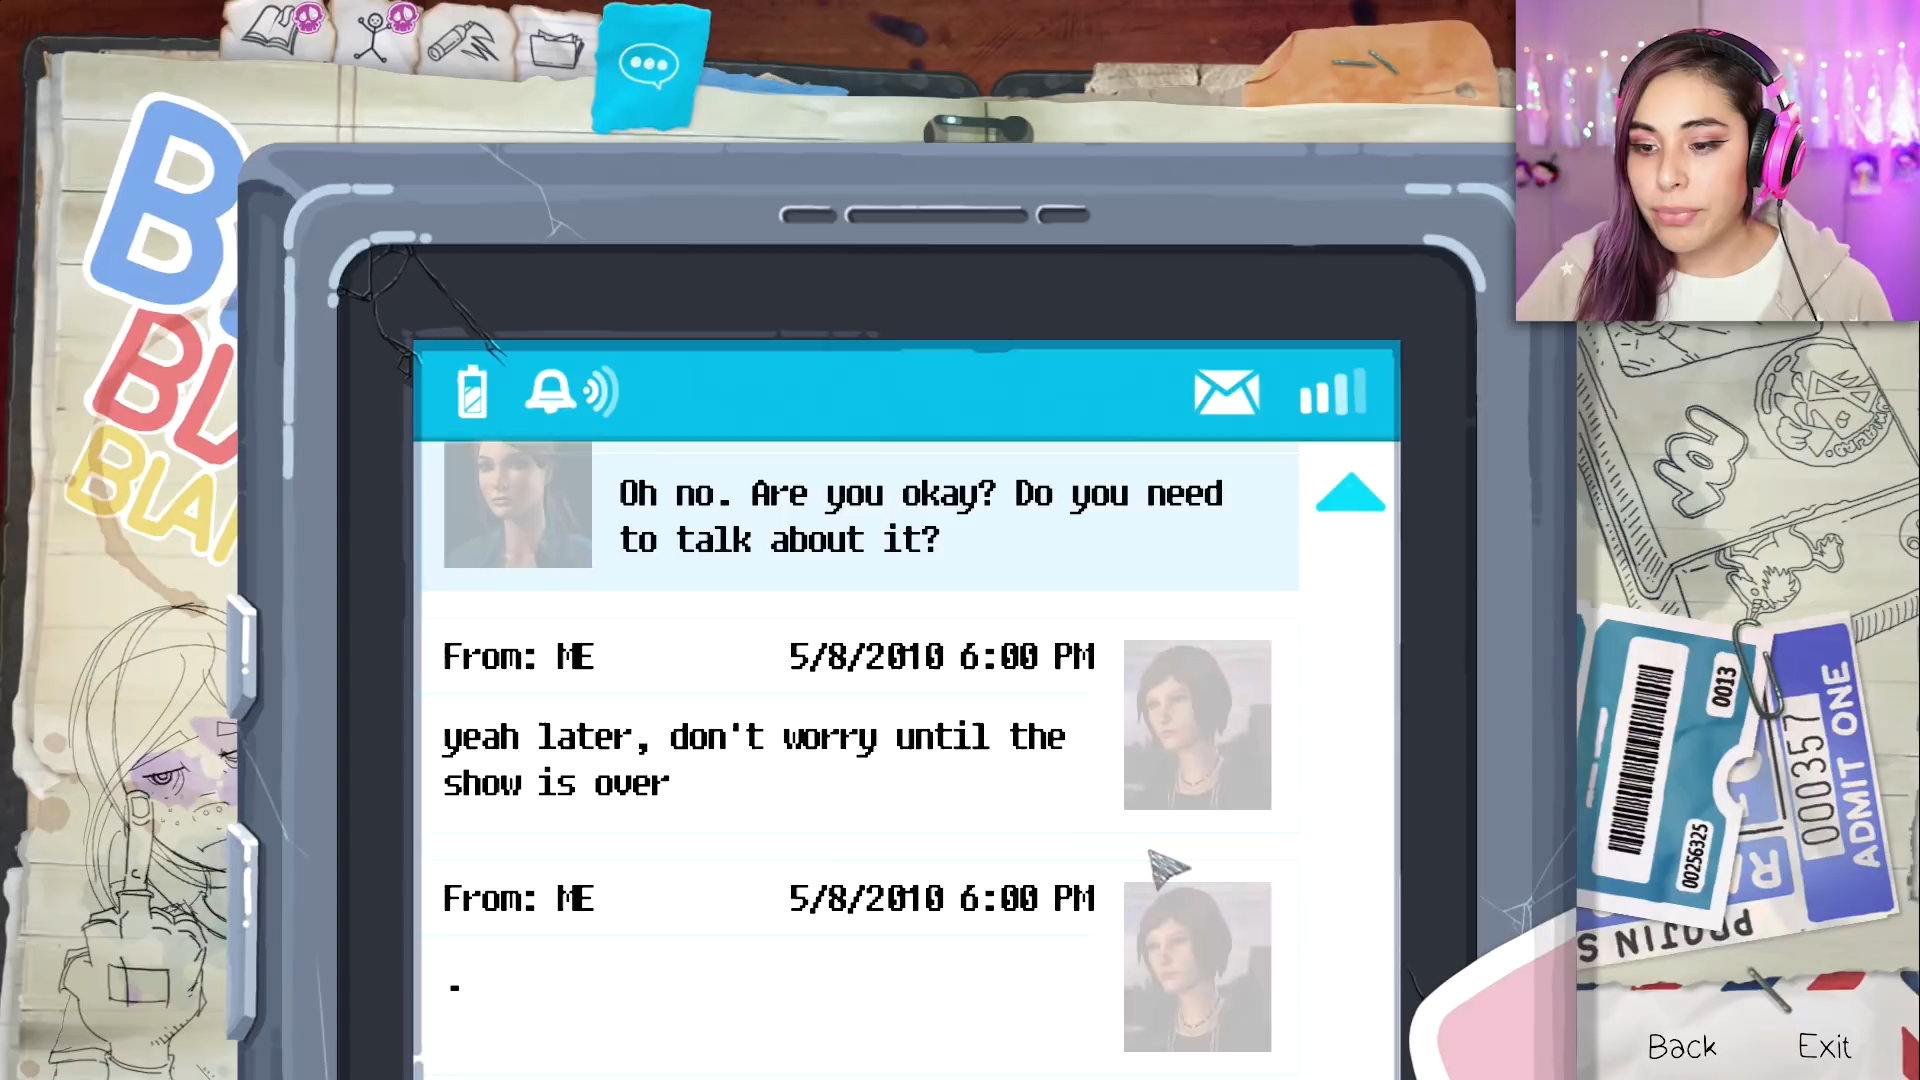 Oh no. Are you okay? Do you need
to talk about it?
From: ME 5/8/2010 6:00 PM
yeah later, don't worry until the
show is over
From: ME 5/8/2010 6:00 PM
.
0013
00256325
000357
ADMIT ONE
Back Exit